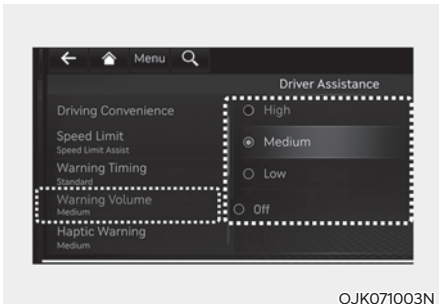 Menu
Driver Assistance
Driving Convenience
Speed Limit
Speed Limit Assist
Warning Timing
Standard
Warning Volume
Medium
Haptic Warning
Medium
High
Medium
Low
Off
OJK071003N